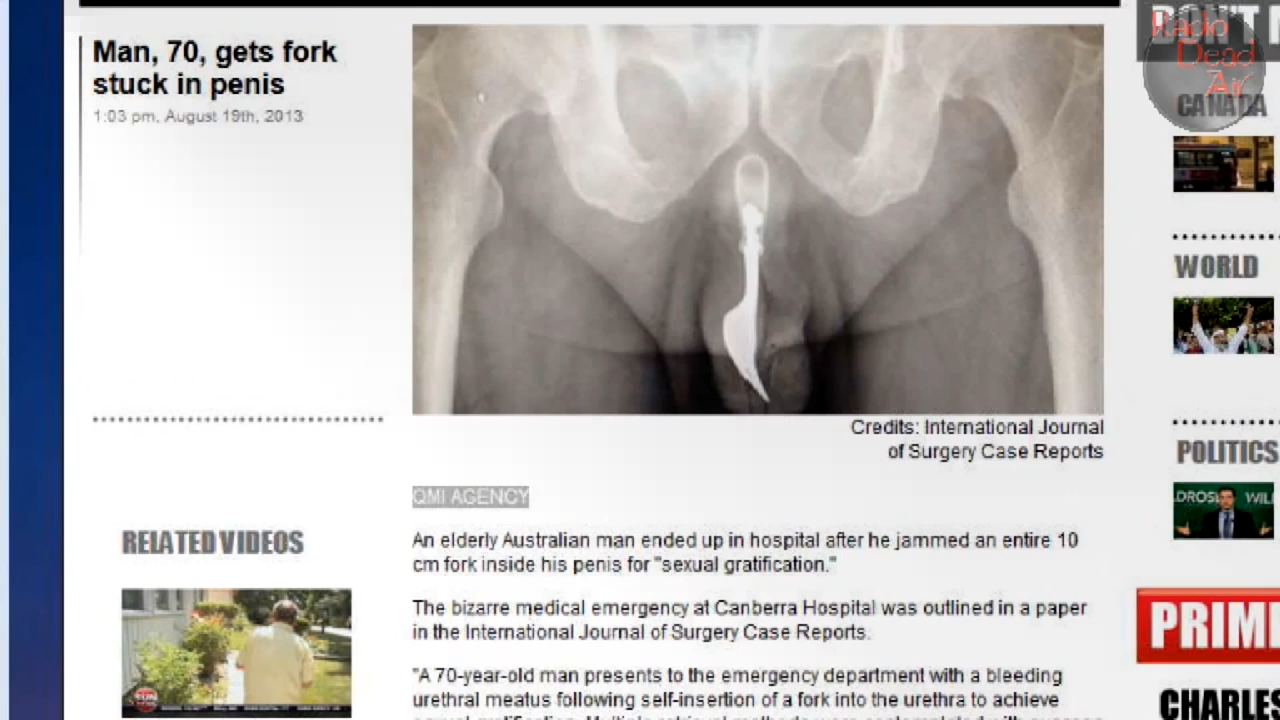 Man, 70, gets fork
stuck in penis
1:03 pm, August 19th, 2013
Credits: International Journal
of Surgery Case Reports
QMI AGENCY
An elderly Australian man ended up in hospital after he jammed an entire 10
cm fork inside his penis for "sexual gratification."
The bizarre medical emergency at Canberra Hospital was outlined in a paper
in the International Journal of Surgery Case Reports.
"A 70-year-old man presents to the emergency department with a bleeding
urethral meatus following self-insertion of a fork into the urethra to achieve
RELATED VIDEOS
Radio
Dead
Air
CANADA
WORLD
POLITICS
PRIM
CHARLES